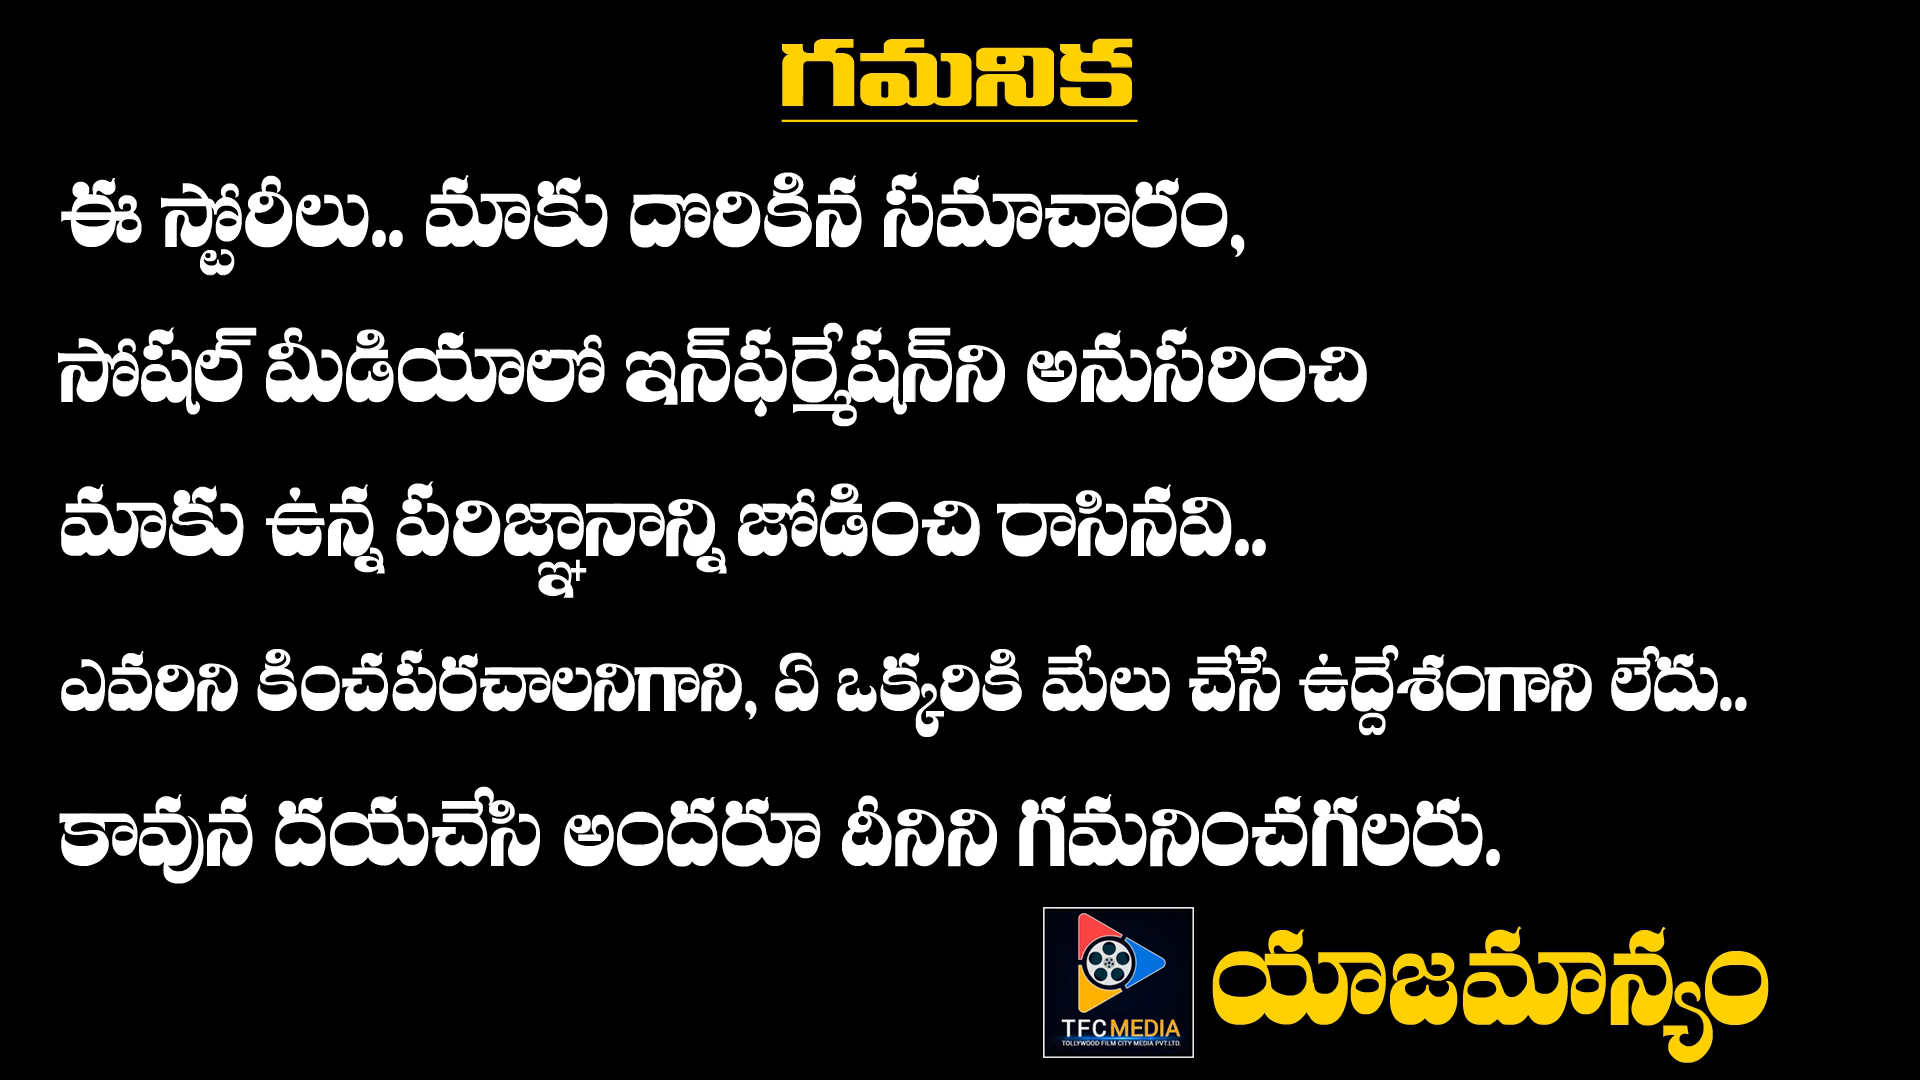 గమనిక
ఈ స్టోరీలు.. మాకు దొరికిన సమాచారం,
సోషల్ మీడియాలో ఇన్‌ఫర్మేషన్‌ని అనుసరించి
మాకు ఉన్న పరిజ్ఞానాన్ని జోడించి రాసినవి..
ఎవరిని కించపరచాలనిగాని, ఏ ఒక్కరికి మేలు చేసే ఉద్దేశంగాని లేదు..
కావున దయచేసి అందరూ దీనిని గమనించగలరు.
యాజమాన్యం
TFC MEDIA
TOLLYWOOD FILM CITY MEDIA PVT.LTD.